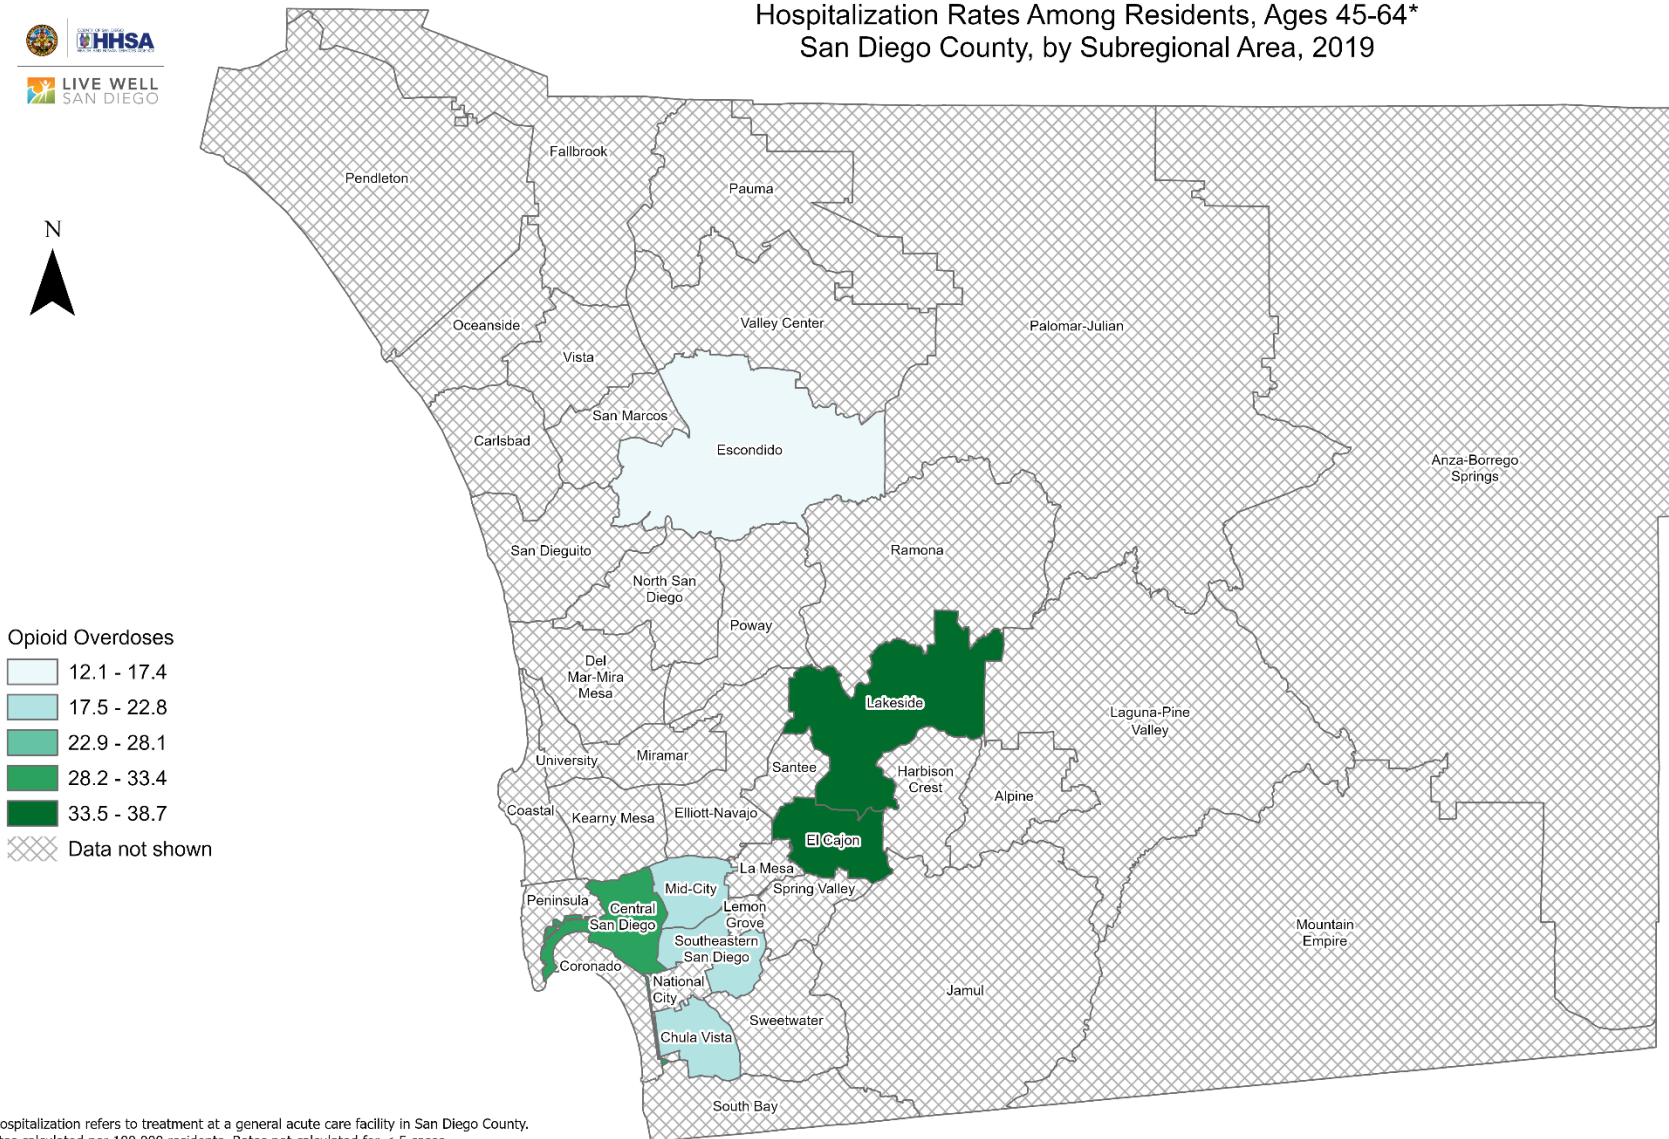 Hospitalization Rates Among Residents, Ages 45-64*
San Diego County, by Subregional Area, 2019
HHSA
LIVE WELL
SAN DIEGO
N
Pendleton
Fallbrook
Pauma
Oceanside
Vista
Valley Center
Palomar-Julian
San Marcos
Carlsbad
Escondido
Anza-Borrego
Springs
San Dieguito
North San
Diego
Ramona
Poway
Del
Mar-Mira
Mesa
Lakeside
Laguna-Pine
Valley
University
Miramar
Santee
Harbison
Crest
Alpine
Coastal
Kearny Mesa
Elliott-Navajo
El Cajon
La Mesa
Mid-City
Spring Valley
Peninsula
Central
San Diego
Lemon
Grove
Southeastern
San Diego
Coronado
National
City
Mountain
Empire
Jamul
Sweetwater
Chula Vista
South Bay
Opioid Overdoses
12.1 - 17.4
17.5 - 22.8
22.9 - 28.1
28.2 - 33.4
33.5 - 38.7
Data not shown
ospitalization refers to treatment at a general acute care facility in San Diego County.